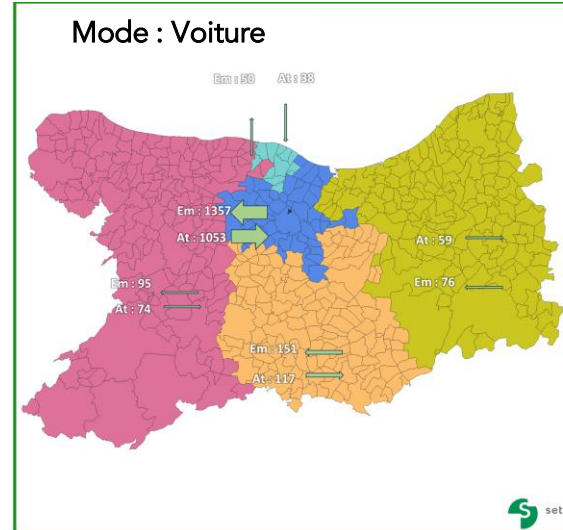 Mode : Voiture
Em : 50 At : 38
Em : 1357
At : 1053
At : 59
Em : 95
Em : 76
At : 74
Em : 151
At : 117
set